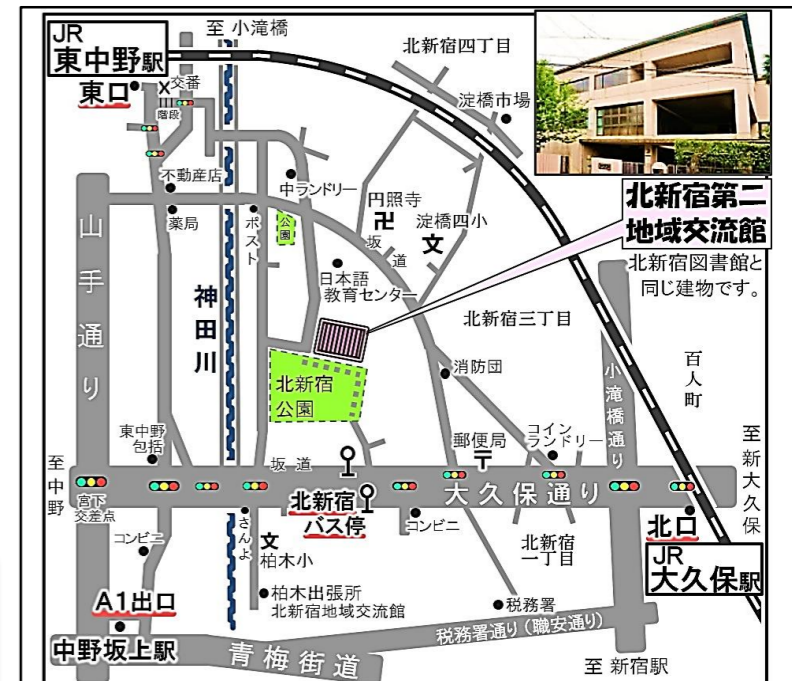 JR
東中野駅
東口
交番
階段
至 小滝橋
北新宿四丁目
淀橋市場
不動産店
薬局
ポスト
公園
中ランドリー
円照寺
卍
坂道
淀橋四小
文
日本語
教育センター
北新宿第二
地域交流館
北新宿図書館と
同じ建物です。
山手通り
神田川
北新宿三丁目
北新宿
公園
消防団
小滝橋通り
百人町
東中野
包括
坂道
郵便局
〒
コイン
ランドリー
至 中野
宮下
交差点
大久保通り
至 新大久保
北新宿
バス停
さんよ
コンビニ
コンビニ
文
柏木小
北新宿
一丁目
北口
JR
大久保駅
柏木出張所
北新宿地域交流館
税務署
A1出口
中野坂上駅
青梅街道
税務署通り(職安通り)
至 新宿駅